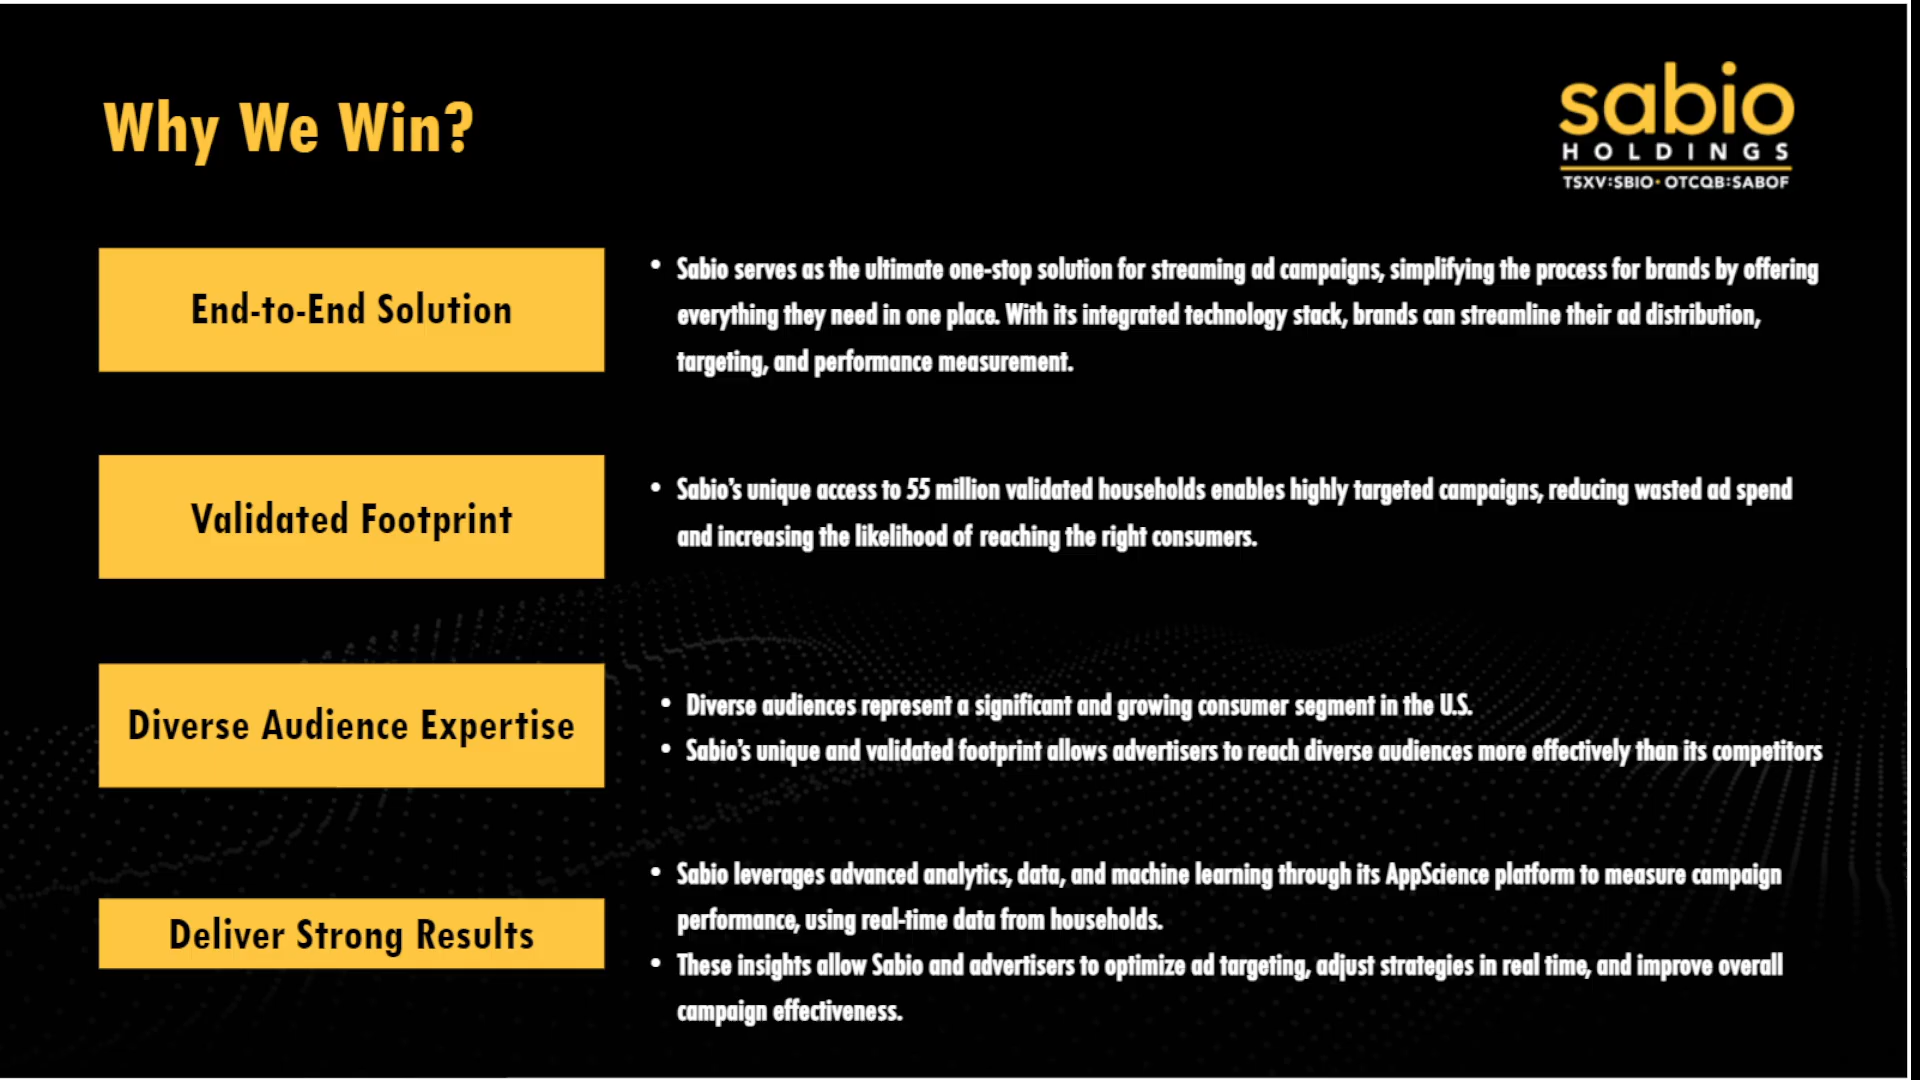 Why We Win?
sabio
HOLDINGS
TSXV:SBIO• OTCQB:SABOF
End-to-End Solution
• Sabio serves as the ultimate one-stop solution for streaming ad campaigns, simplifying the process for brands by offering
everything they need in one place. With its integrated technology stack, brands can streamline their ad distribution,
targeting, and performance measurement.
Validated Footprint
• Sabio’s unique access to 55 million validated households enables highly targeted campaigns, reducing wasted ad spend
and increasing the likelihood of reaching the right consumers.
Diverse Audience Expertise
• Diverse audiences represent a significant and growing consumer segment in the U.S.
• Sabio’s unique and validated footprint allows advertisers to reach diverse audiences more effectively than its competitors
Deliver Strong Results
• Sabio leverages advanced analytics, data, and machine learning through its AppScience platform to measure campaign
performance, using real-time data from households.
• These insights allow Sabio and advertisers to optimize ad targeting, adjust strategies in real time, and improve overall
campaign effectiveness.